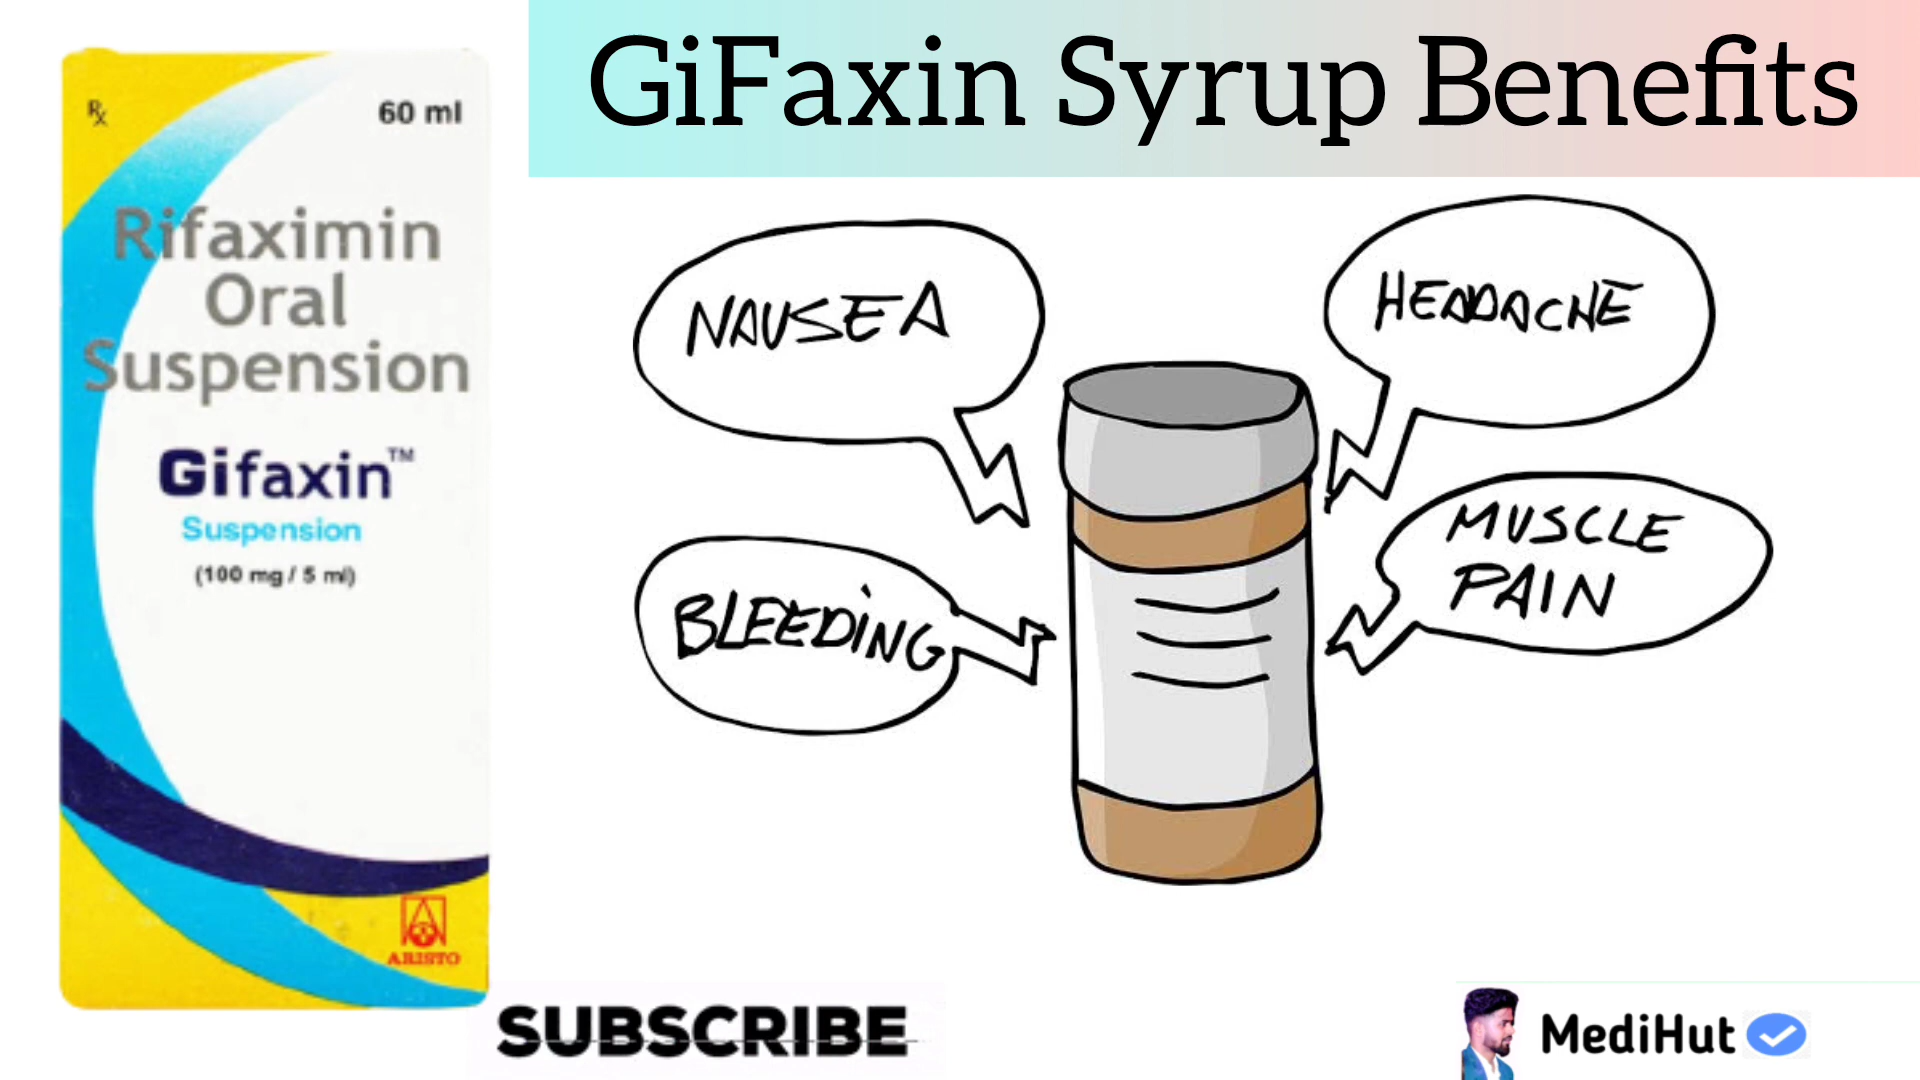 GiFaxin Syrup Benefits
Rx
60 ml
Rifaximin
Oral
Suspension
Gifaxin™
Suspension
(100 mg / 5 ml)
ARISTO
NAUSEA
HEADACHE
BLEEDING
MUSCLE
PAIN
SUBSCRIBE
MediHut